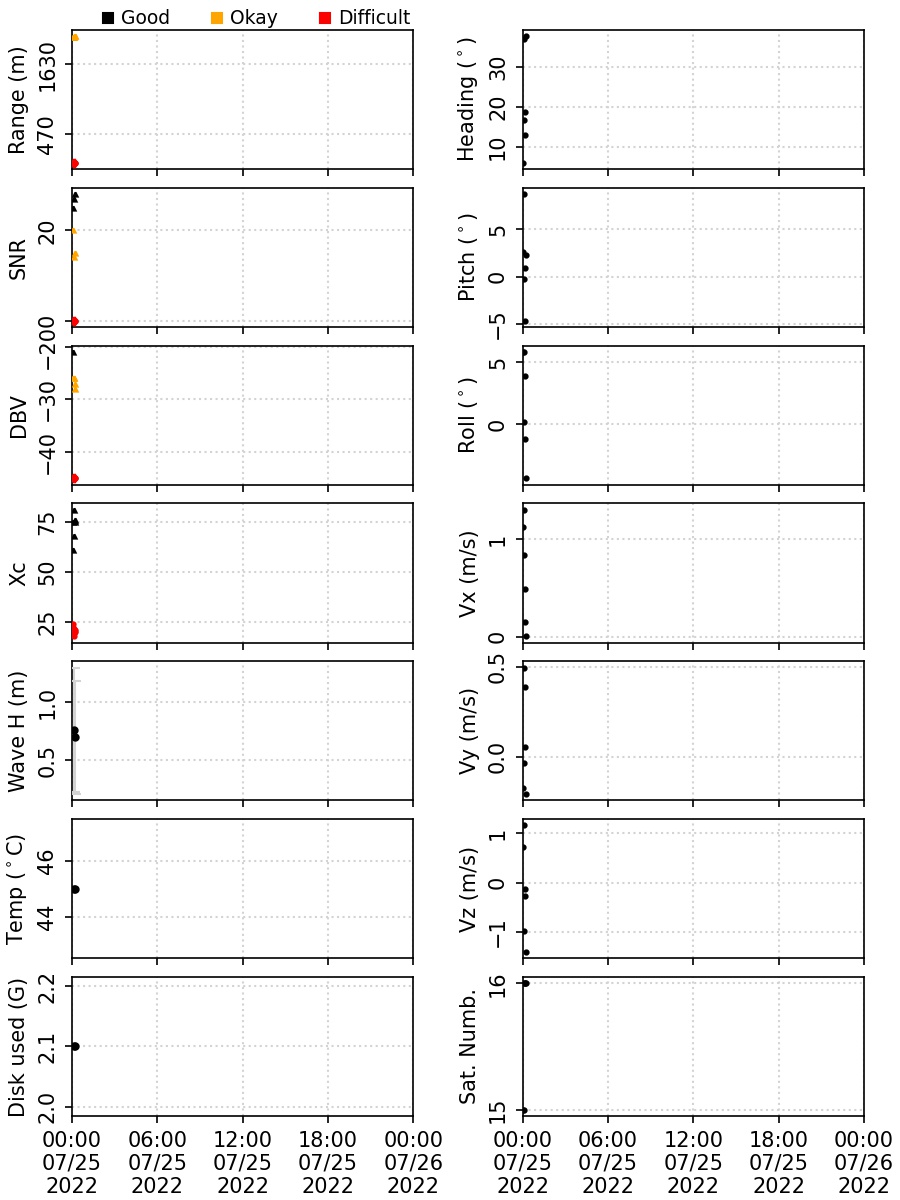 Good Okay Difficult
Range (m)
1630
470
Heading (°)
30
20
10
SNR
20
00
Pitch (°)
5
0
−5
DBV
−20
−30
−40
Roll (°)
5
0
Xc
75
50
25
Vx (m/s)
1
0
Wave H (m)
1.0
0.5
Vy (m/s)
0.5
0.0
Temp (°C)
46
44
Vz (m/s)
1
0
−1
Disk used (G)
2.2
2.1
2.0
Sat. Numb.
16
15
00:00 06:00 12:00 18:00 00:00 00:00 06:00 12:00 18:00 00:00
07/25 07/25 07/25 07/25 07/26 07/25 07/25 07/25 07/25 07/26
2022 2022 2022 2022 2022 2022 2022 2022 2022 2022